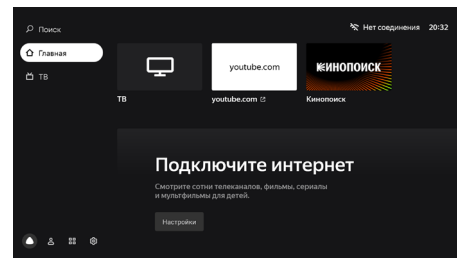 Поиск
Нет соединения 20:32
Главная
ТВ
youtube.com
КИНОПОИСК
ТВ
youtube.com
Кинопоиск
Подключите интернет
Смотрите сотни телеканалов, фильмы, сериалы
и мультфильмы для детей.
Настройки